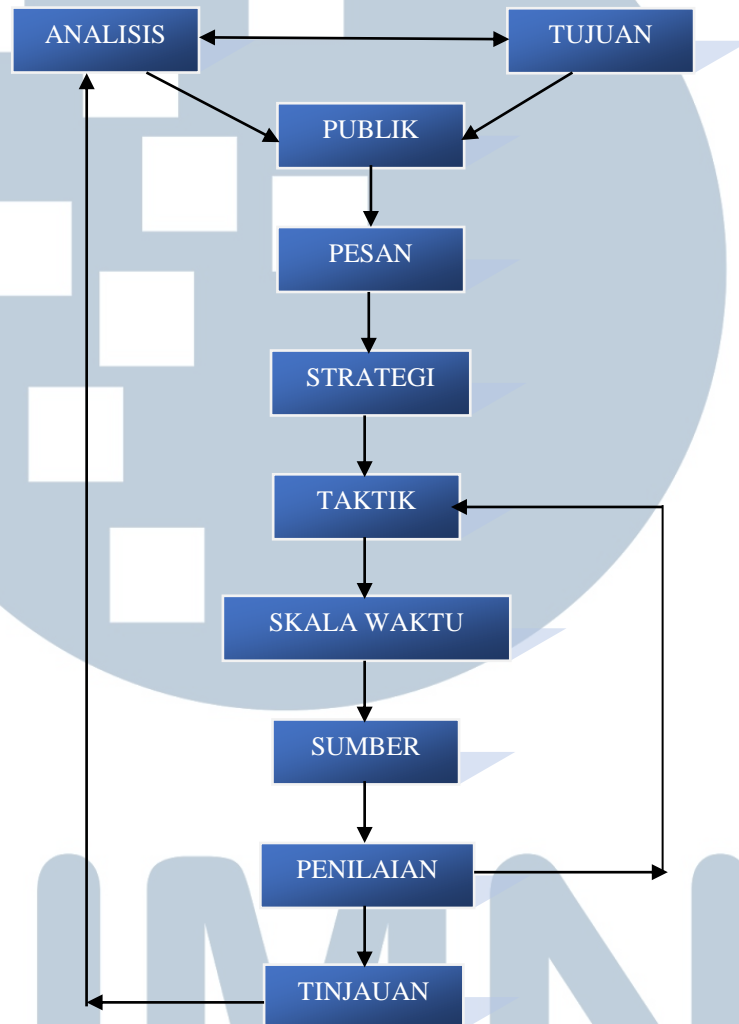 ANALISIS
TUJUAN
PUBLIK
PESAN
STRATEGI
TAKTIK
SKALA WAKTU
SUMBER
PENILAIAN
TINJAUAN